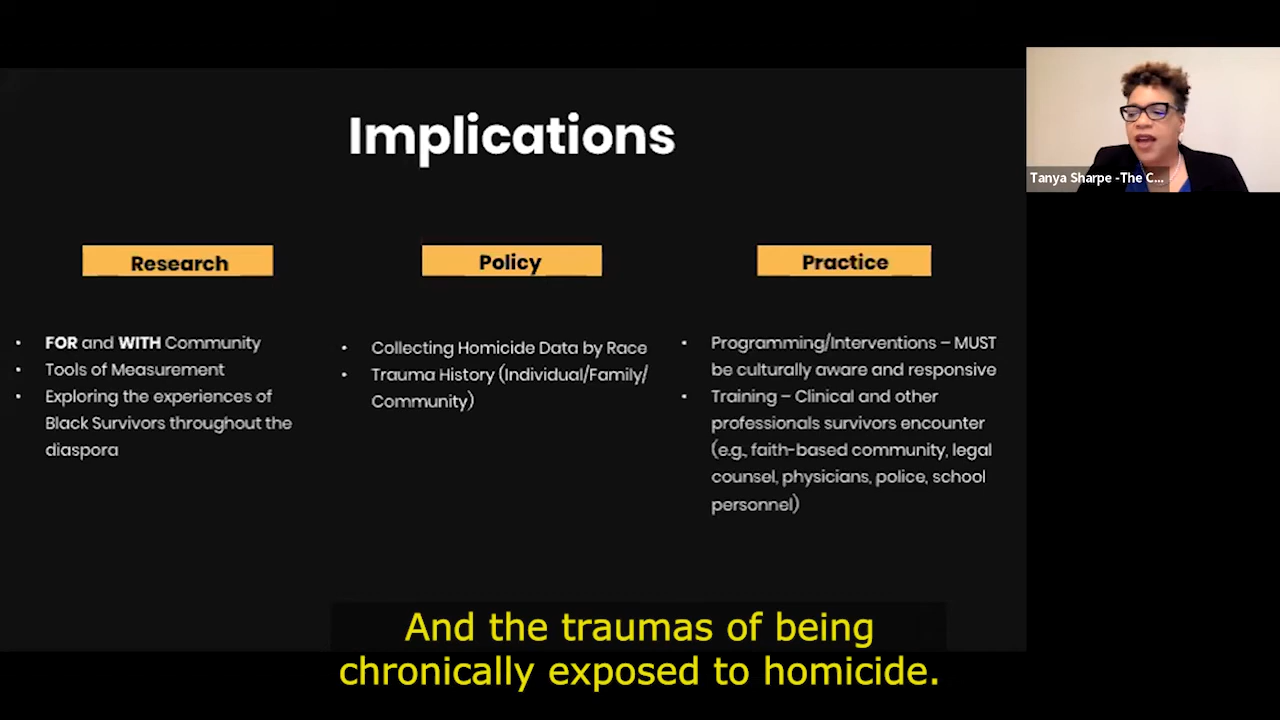 Implications
Research
FOR and WITH Community
Tools of Measurement
Exploring the experiences of
Black Survivors throughout the
diaspora
Policy
Collecting Homicide Data by Race
Trauma History (Individual/Family/
Community)
Practice
Programming/Interventions – MUST
be culturally aware and responsive
Training – Clinical and other
professionals survivors encounter
(e.g., faith-based community, legal
counsel, physicians, police, school
personnel)
Tanya Sharpe -The C...
And the traumas of being
chronically exposed to homicide.